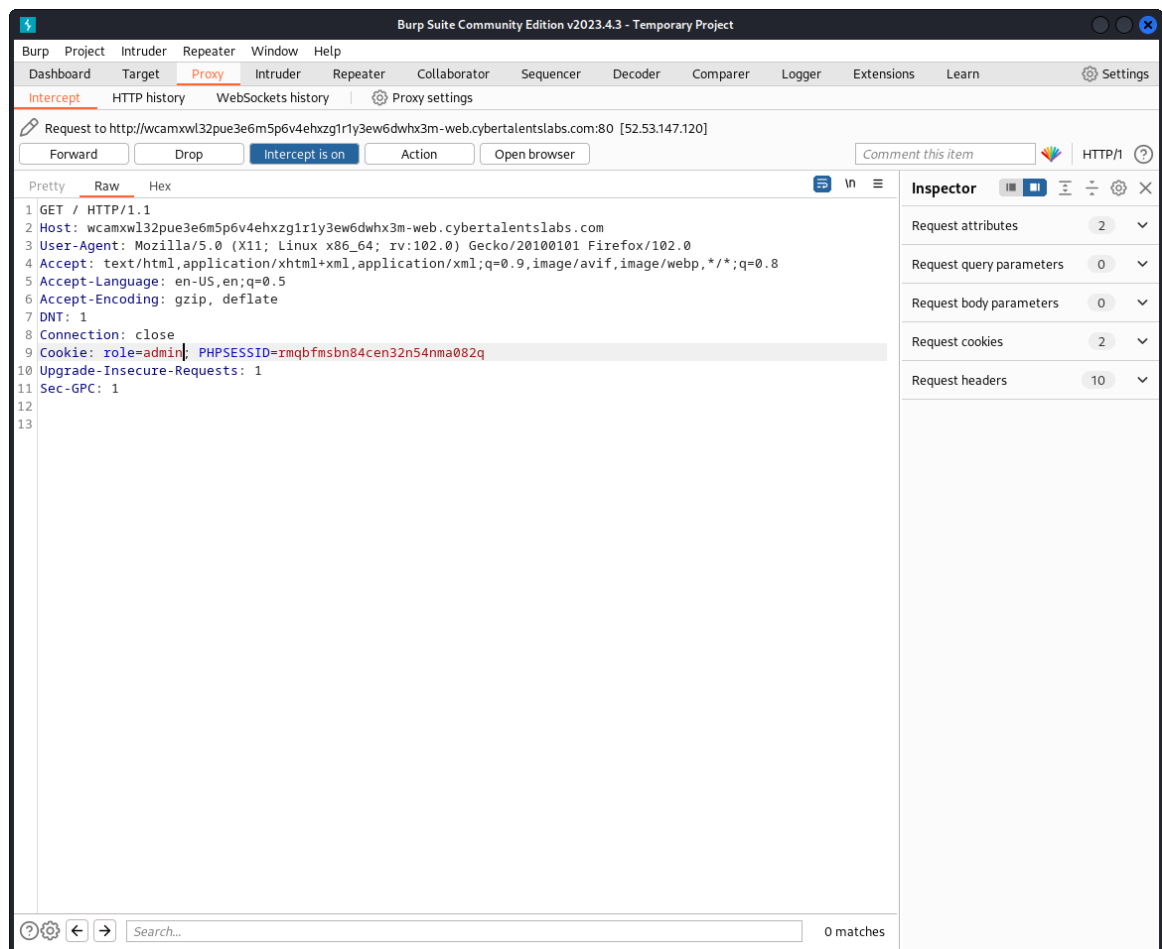 Burp Suite Community Edition v2023.4.3 - Temporary Project
Burp Project Intruder Repeater Window Help
Dashboard Target Proxy Intruder Repeater Collaborator Sequencer Decoder Comparer Logger Extensions Learn Settings
Intercept HTTP history WebSockets history Proxy settings
Request to http://wcamxwl32pue3e6m5p6v4ehxzg1r1y3ew6dwhx3m-web.cybertalentslabs.com:80 [52.53.147.120]
Forward Drop Intercept is on Action Open browser Comment this item HTTP/1 ?
Pretty Raw Hex \n
Inspector
1 GET / HTTP/1.1
2 Host: wcamxwl32pue3e6m5p6v4ehxzg1r1y3ew6dwhx3m-web.cybertalentslabs.com
3 User-Agent: Mozilla/5.0 (X11; Linux x86_64; rv:102.0) Gecko/20100101 Firefox/102.0
4 Accept: text/html,application/xhtml+xml,application/xml;q=0.9,image/avif,image/webp,*/*;q=0.8
5 Accept-Language: en-US,en;q=0.5
6 Accept-Encoding: gzip, deflate
7 DNT: 1
8 Connection: close
9 Cookie: role=admin; PHPSESSID=rmqbfmsbn84cen32n54nma082q
10 Upgrade-Insecure-Requests: 1
11 Sec-GPC: 1
12
13
Request attributes 2
Request query parameters 0
Request body parameters 0
Request cookies 2
Request headers 10
? Search... 0 matches